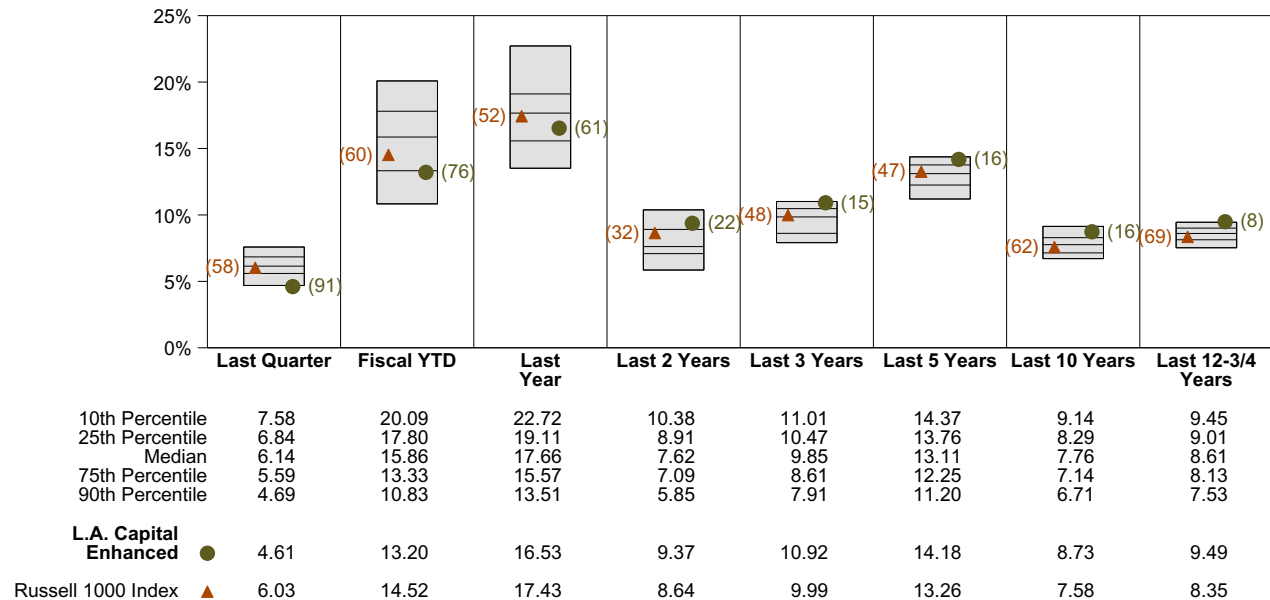 25%
20%
15%
10%
5%
0%
(58)
(91)
(60)
(76)
(52)
(61)
(32)
(22)
(48)
(15)
(47)
(16)
(62)
(16)
(69)
(8)
Last Quarter Fiscal YTD Last Year Last 2 Years Last 3 Years Last 5 Years Last 10 Years Last 12-3/4 Years
10th Percentile 7.58 20.09 22.72 10.38 11.01 14.37 9.14 9.45
25th Percentile 6.84 17.80 19.11 8.91 10.47 13.76 8.29 9.01
Median 6.14 15.86 17.66 7.62 9.85 13.11 7.76 8.61
75th Percentile 5.59 13.33 15.57 7.09 8.61 12.25 7.14 8.13
90th Percentile 4.69 10.83 13.51 5.85 7.91 11.20 6.71 7.53
L.A. Capital
Enhanced 4.61 13.20 16.53 9.37 10.92 14.18 8.73 9.49
Russell 1000 Index 6.03 14.52 17.43 8.64 9.99 13.26 7.58 8.35